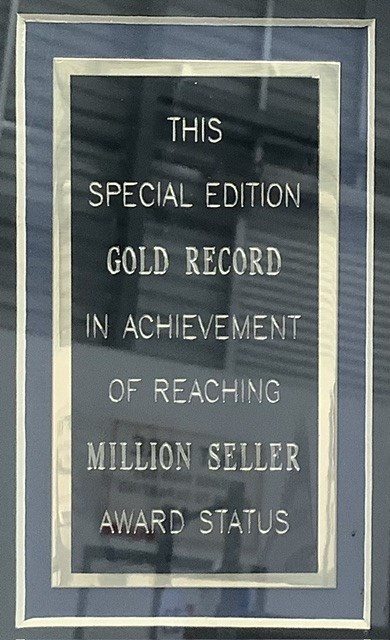 THIS
SPECIAL EDITION
GOLD RECORD
IN ACHIEVEMENT
OF REACHING
MILLION SELLER
AWARD STATUS